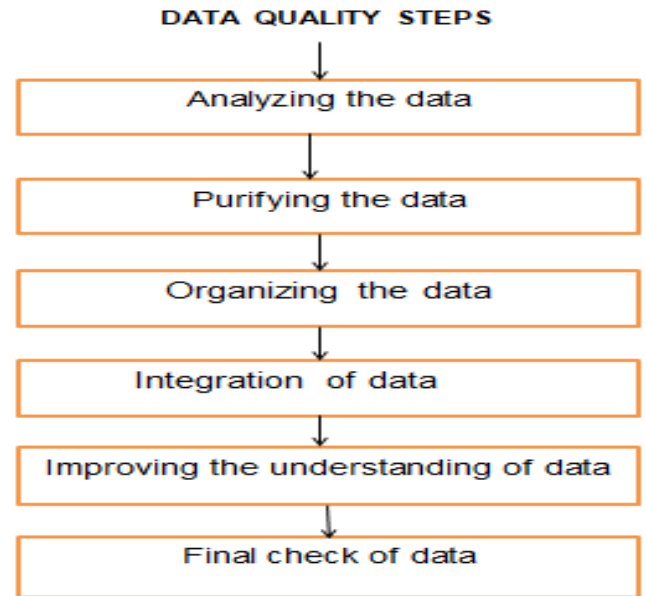 DATA QUALITY STEPS
Analyzing the data
Purifying the data
Organizing the data
Integration of data
Improving the understanding of data
Final check of data